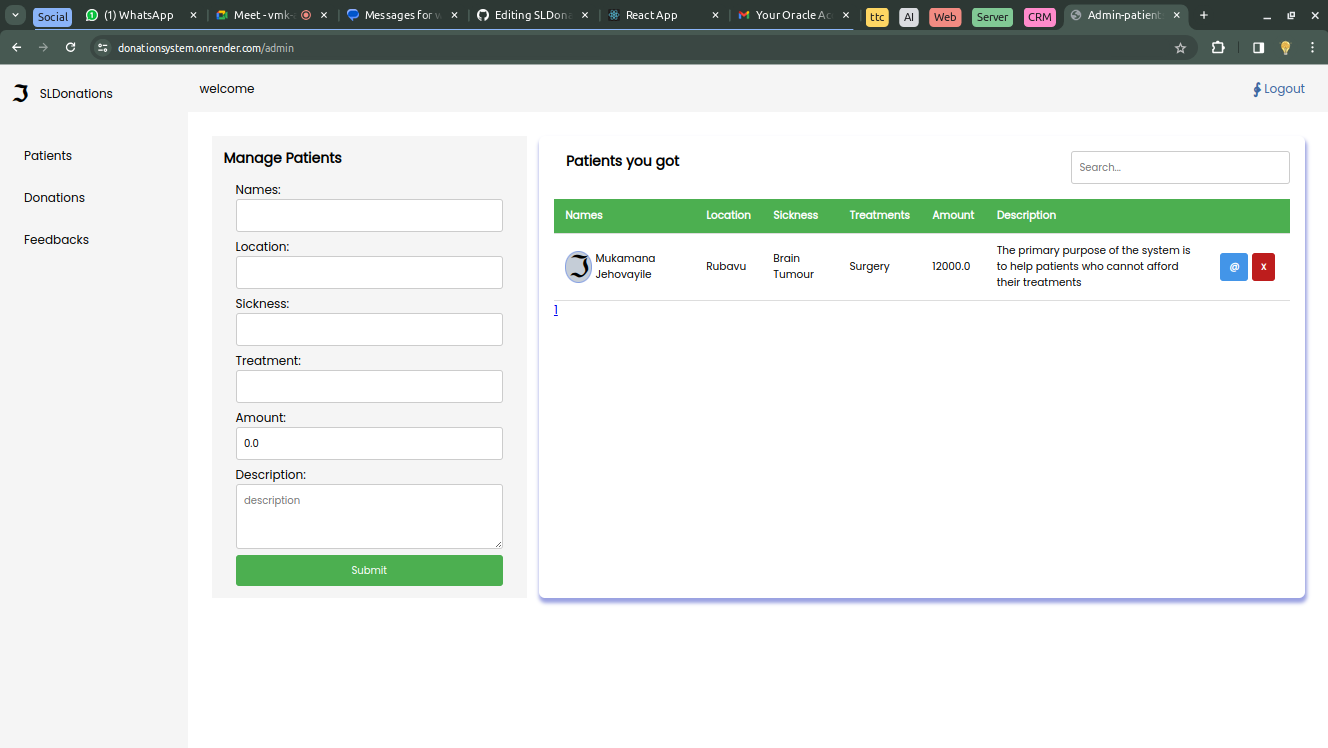 Social
(1) WhatsApp
Meet - vmk-
Messages for w
Editing SLDona
React App
Your Oracle Ac
ttc
AI
Web
Server
CRM
Admin-patient
donationsystem.onrender.com/admin
SLDonations
welcome
Logout
Patients
Donations
Feedbacks
Manage Patients
Names:
Location:
Sickness:
Treatment:
Amount:
0.0
Description:
description
Submit
Patients you got
Search...
Names Location Sickness Treatments Amount Description
Mukamana
Jehovayile
Rubavu
Brain
Tumour
Surgery
12000.0
The primary purpose of the system is
to help patients who cannot afford
their treatments
@
X
1